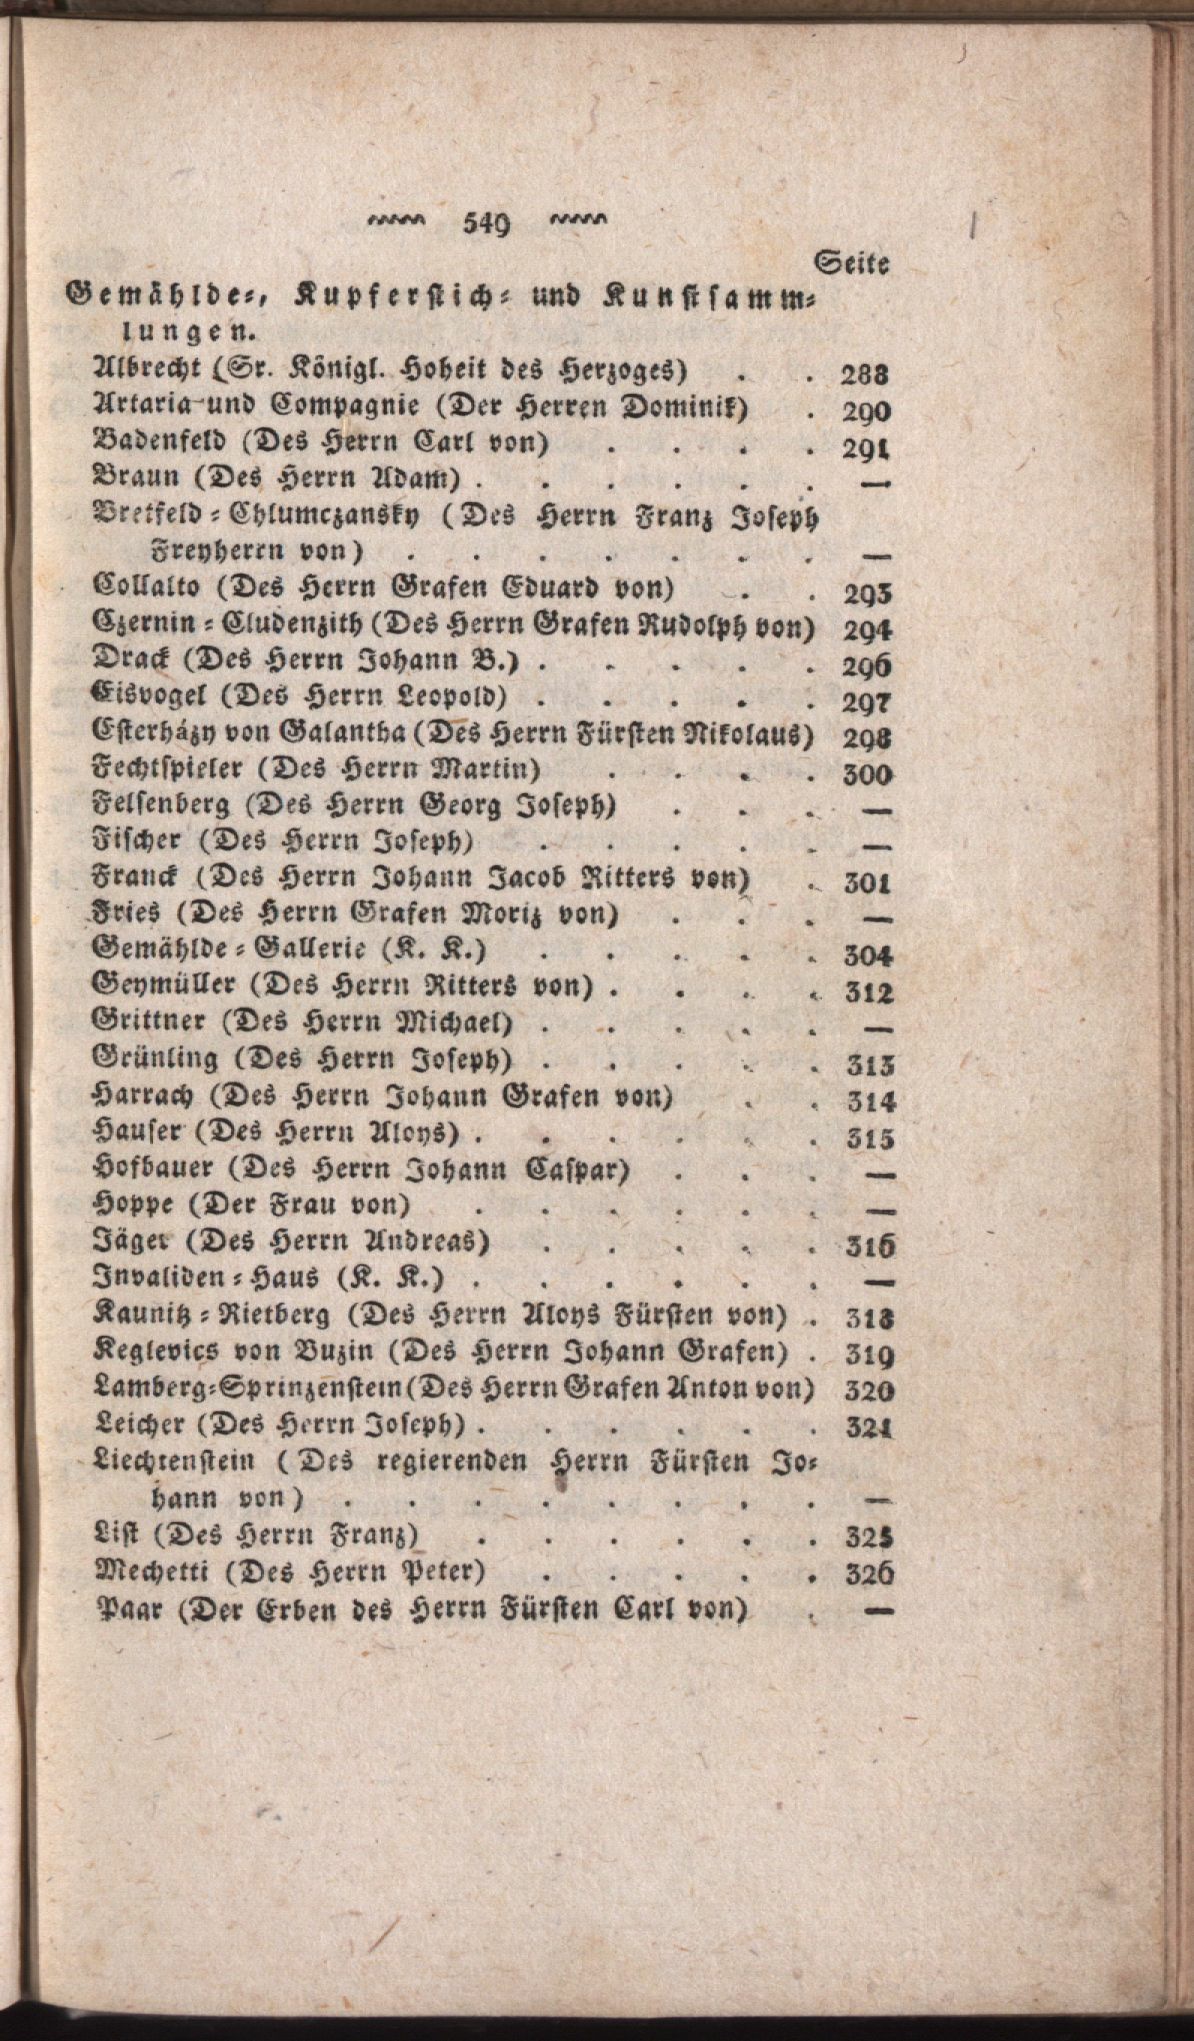 549
Seite
Gemählde-, Kupferstich- und Kunstsamm-
lungen.
Albrecht (Sr. Königl. Hoheit des Herzoges) . . 288
Artaria und Compagnie (Der Herren Dominik) . 290
Badenfeld (Des Herrn Carl von) . . . . 291
Braun (Des Herrn Adam) . . . . . . —
Bretfeld-Chlumczansky (Des Herrn Franz Joseph
Freyherrn von) . . . . . . . —
Collalto (Des Herrn Grafen Eduard von) . . 293
Czernin-Cludenzith (Des Herrn Grafen Rudolph von) 294
Drack (Des Herrn Johann B.) . . . . . 296
Eisvogel (Des Herrn Leopold) . . . . . 297
Esterházy von Galantha (Des Herrn Fürsten Nikolaus) 298
Fechtspieler (Des Herrn Martin) . . . . 300
Felsenberg (Des Herrn Georg Joseph) . . . —
Fischer (Des Herrn Joseph) . . . . . —
Franck (Des Herrn Johann Jacob Ritters von) . 301
Fries (Des Herrn Grafen Moriz von) . . . —
Gemählde-Gallerie (K. K.) . . . . . 304
Geymüller (Des Herrn Ritters von) . . . . 312
Grittner (Des Herrn Michael) . . . . . —
Grünling (Des Herrn Joseph) . . . . . 313
Harrach (Des Herrn Johann Grafen von) . . 314
Hauser (Des Herrn Aloys) . . . . . . 315
Hofbauer (Des Herrn Johann Caspar) . . . —
Hoppe (Der Frau von) . . . . . . —
Jäger (Des Herrn Andreas) . . . . . 316
Invaliden-Haus (K. K.) . . . . . . —
Kaunitz-Rietberg (Des Herrn Aloys Fürsten von) . 318
Keglevics von Buzin (Des Herrn Johann Grafen) . 319
Lamberg-Sprinzenstein (Des Herrn Grafen Anton von) 320
Leicher (Des Herrn Joseph) . . . . . . 321
Liechtenstein (Des regierenden Herrn Fürsten Jo-
hann von) . . . . . . . . —
List (Des Herrn Franz) . . . . . . 325
Mechetti (Des Herrn Peter) . . . . . 326
Paar (Der Erben des Herrn Fürsten Carl von) . —